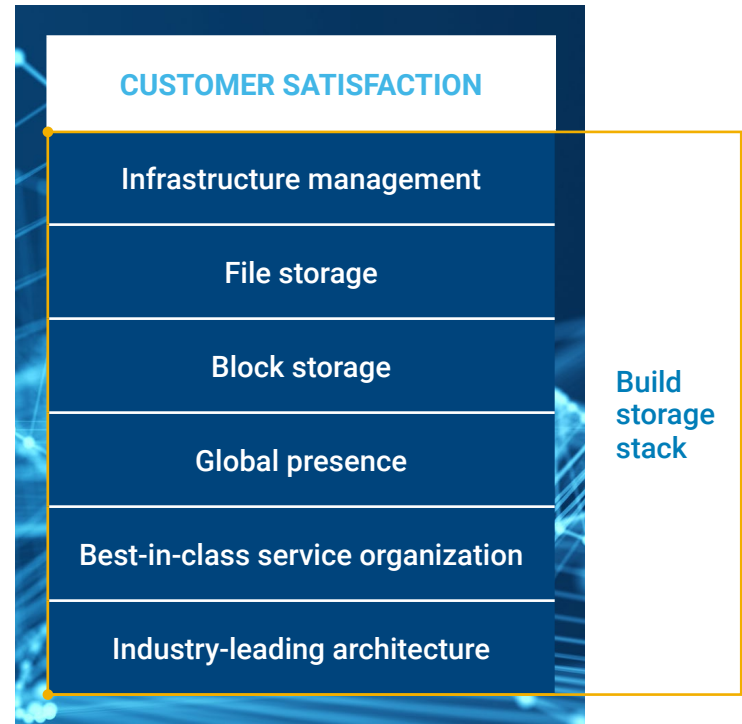 CUSTOMER SATISFACTION
Infrastructure management
File storage
Block storage
Global presence
Best-in-class service organization
Industry-leading architecture
Build
storage
stack